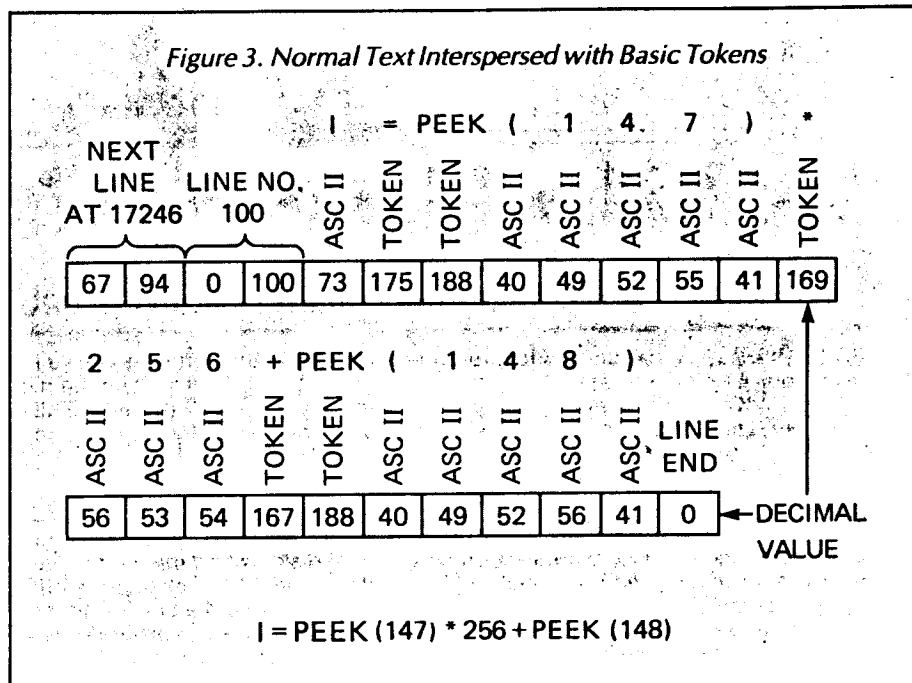 Figure 3. Normal Text Interspersed with Basic Tokens
I = PEEK ( 1 4 7 ) *
NEXT LINE AT 17246
LINE NO. 100
ASC II TOKEN TOKEN ASC II ASC II ASC II ASC II ASC II TOKEN
67 94 0 100 73 175 188 40 49 52 55 41 169
2 5 6 + PEEK ( 1 4 8 )
ASC II ASC II ASC II TOKEN TOKEN ASC II ASC II ASC II ASC II ASC II LINE END
56 53 54 167 188 40 49 52 56 41 0
DECIMAL VALUE
I = PEEK (147) * 256 + PEEK (148)